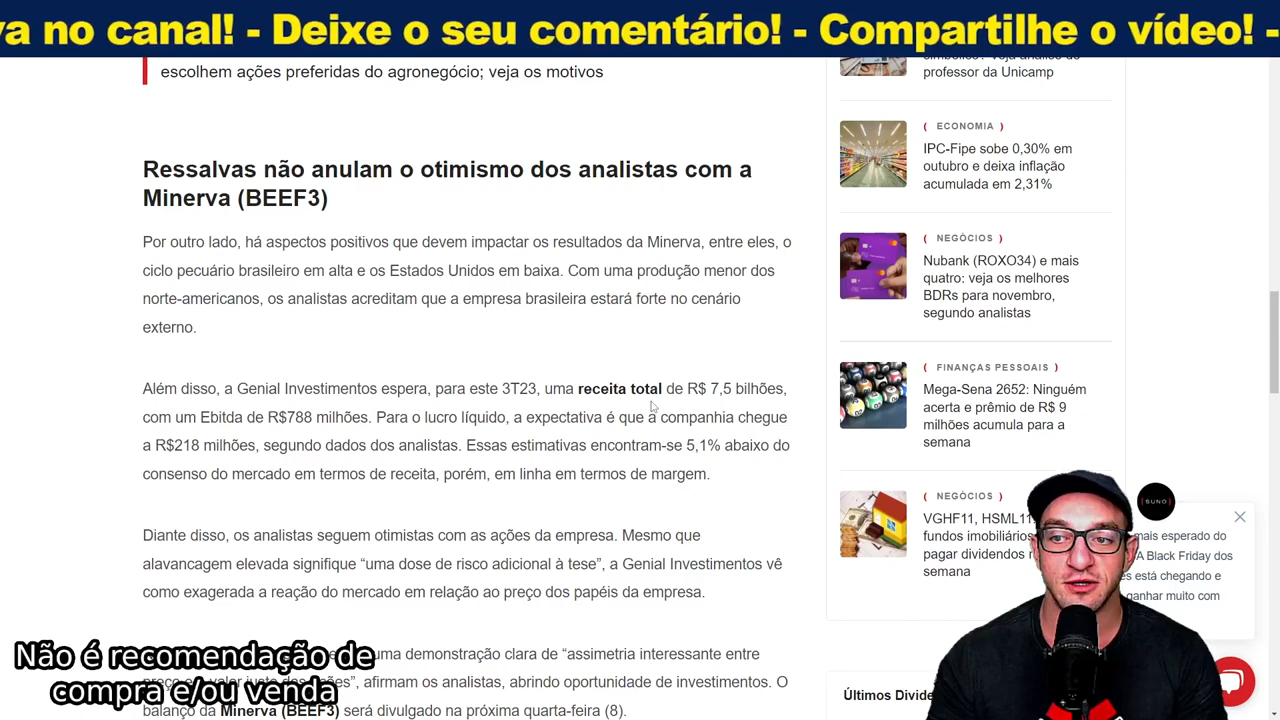 va no canal! - Deixe o seu comentário! - Compartilhe o vídeo! -
escolhem ações preferidas do agronegócio; veja os motivos
Ressalvas não anulam o otimismo dos analistas com a
Minerva (BEEF3)
Por outro lado, há aspectos positivos que devem impactar os resultados da Minerva, entre eles, o
ciclo pecuário brasileiro em alta e os Estados Unidos em baixa. Com uma produção menor dos
norte-americanos, os analistas acreditam que a empresa brasileira estará forte no cenário
externo.
Além disso, a Genial Investimentos espera, para este 3T23, uma receita total de R$ 7,5 bilhões,
com um Ebitda de R$788 milhões. Para o lucro líquido, a expectativa é que a companhia chegue
a R$218 milhões, segundo dados dos analistas. Essas estimativas encontram-se 5,1% abaixo do
consenso do mercado em termos de receita, porém, em linha em termos de margem.
Diante disso, os analistas seguem otimistas com as ações da empresa. Mesmo que
alavancagem elevada signifique “uma dose de risco adicional à tese”, a Genial Investimentos vê
como exagerada a reação do mercado em relação ao preço dos papéis da empresa.
uma demonstração clara de “assimetria interessante entre
afirmam os analistas, abrindo oportunidade de investimentos. O
balanço da Minerva (BEEF3) será divulgado na próxima quarta-feira (8).
Não é recomendação de
compra e/ou venda
professor da Unicamp
( ECONOMIA )
IPC-Fipe sobe 0,30% em
outubro e deixa inflação
acumulada em 2,31%
( NEGÓCIOS )
Nubank (ROXO34) e mais
quatro: veja os melhores
BDRs para novembro,
segundo analistas
( FINANÇAS PESSOAIS )
Mega-Sena 2652: Ninguém
acerta e prêmio de R$ 9
milhões acumula para a
semana
( NEGÓCIOS )
VGHF11, HSML11
fundos imobiliários
pagar dividendos
semana
(SUNO)
mais esperado do
A Black Friday dos
está chegando e
ganhar muito com
Últimos